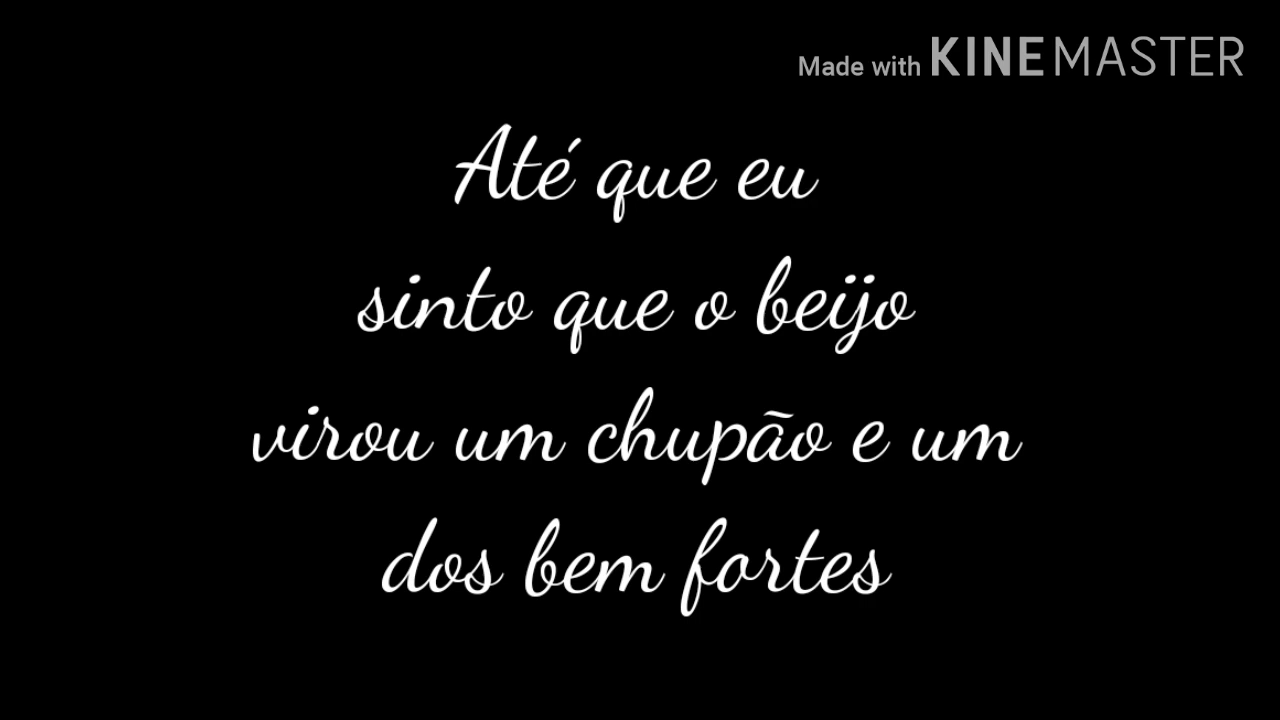 Made with KINEMASTER
Até que eu
sinto que o beijo
virou um chupão e um
dos bem fortes